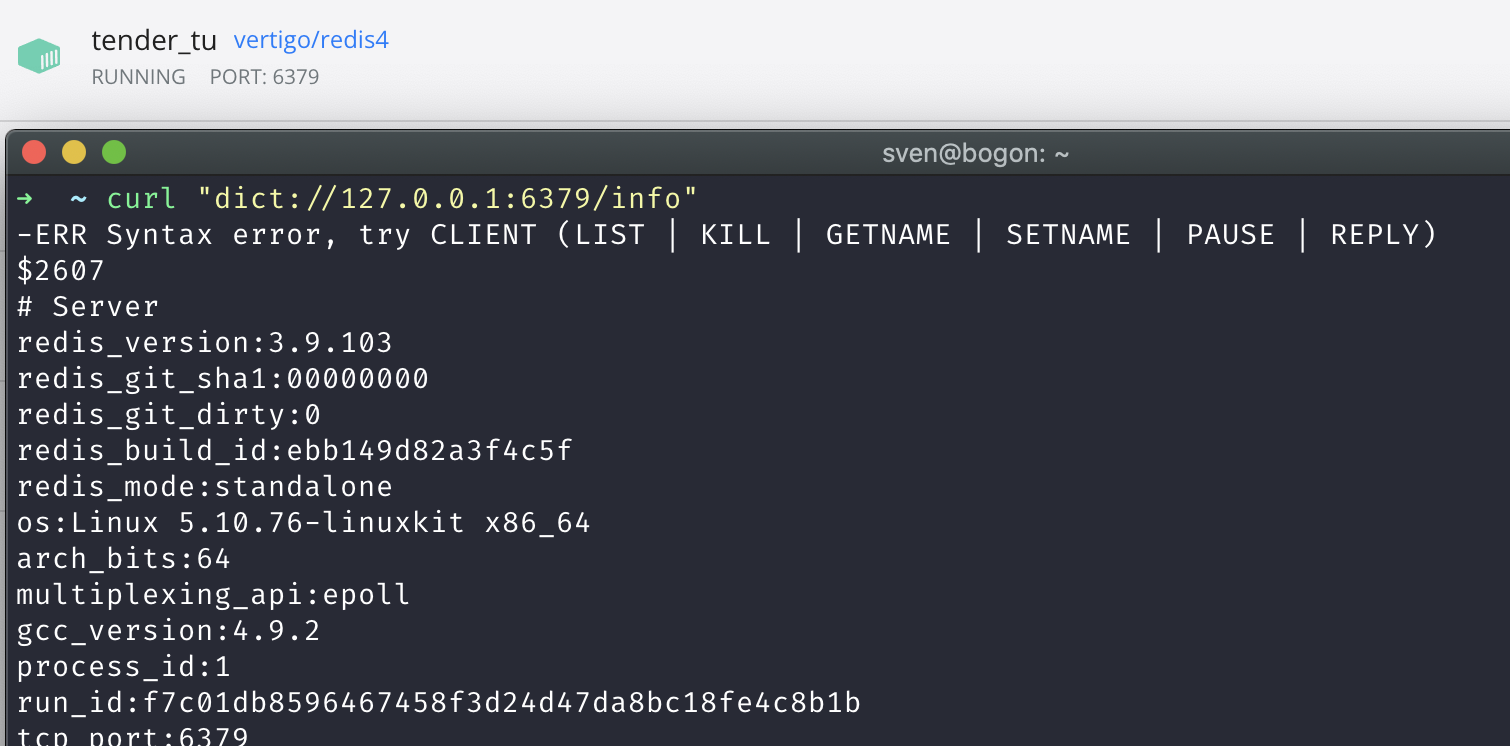 tender_tu vertigo/redis4
RUNNING PORT: 6379
sven@bogon: ~
➜ ~ curl "dict://127.0.0.1:6379/info"
-ERR Syntax error, try CLIENT (LIST | KILL | GETNAME | SETNAME | PAUSE | REPLY)
$2607
# Server
redis_version:3.9.103
redis_git_sha1:00000000
redis_git_dirty:0
redis_build_id:ebb149d82a3f4c5f
redis_mode:standalone
os:Linux 5.10.76-linuxkit x86_64
arch_bits:64
multiplexing_api:epoll
gcc_version:4.9.2
process_id:1
run_id:f7c01db8596467458f3d24d47da8bc18fe4c8b1b
tcp_port:6379